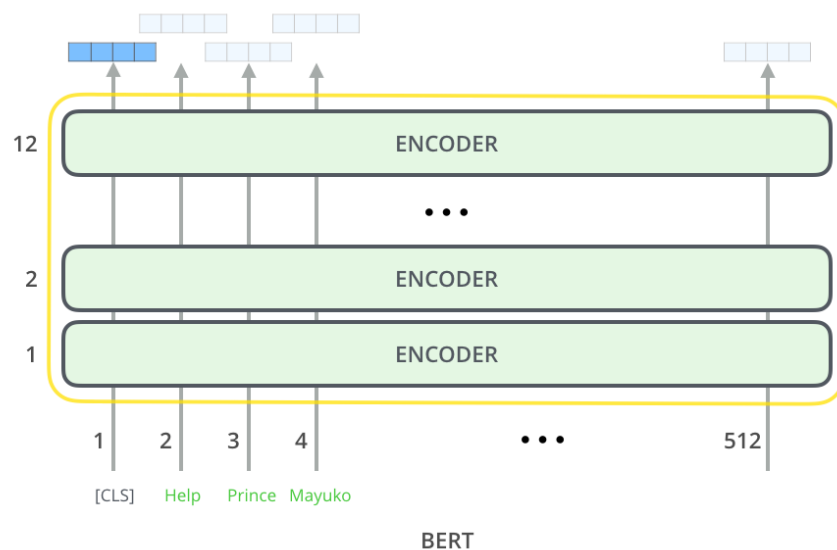 12 ENCODER
...
2 ENCODER
1 ENCODER
1 2 3 4 ... 512
[CLS] Help Prince Mayuko
BERT